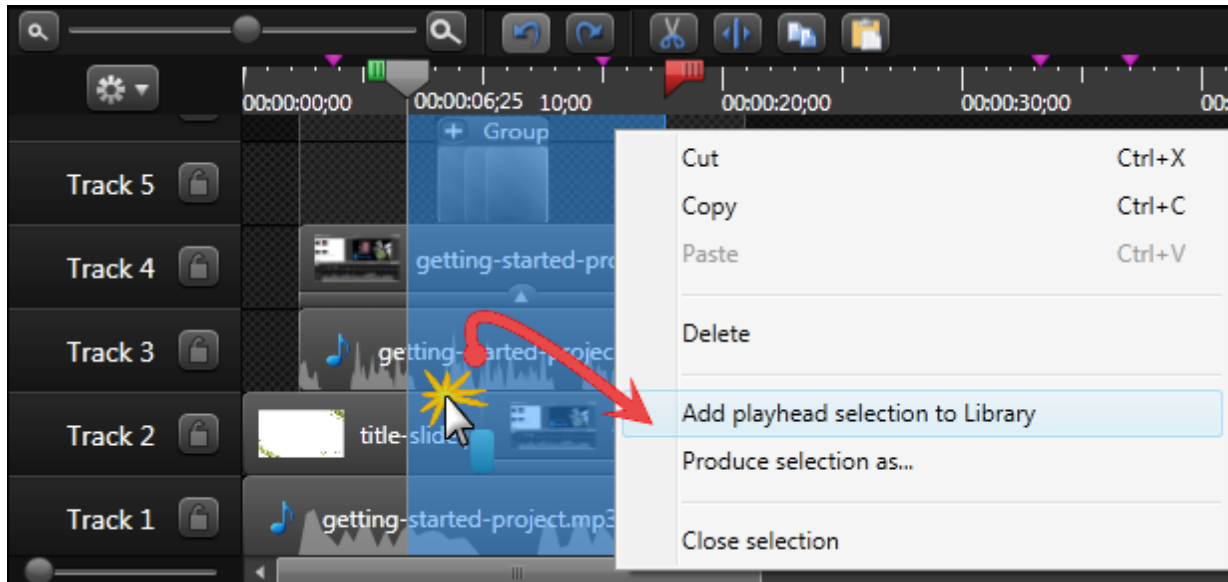 00:00:00;00 00:00:06;25 10;00 00:00:20;00 00:00:30;00 00:
Group
Track 5
Track 4 getting-started-pro
Track 3 getting-started-projec
Track 2 title-slide
Track 1 getting-started-project.mp3
Cut Ctrl+X
Copy Ctrl+C
Paste Ctrl+V
Delete
Add playhead selection to Library
Produce selection as...
Close selection